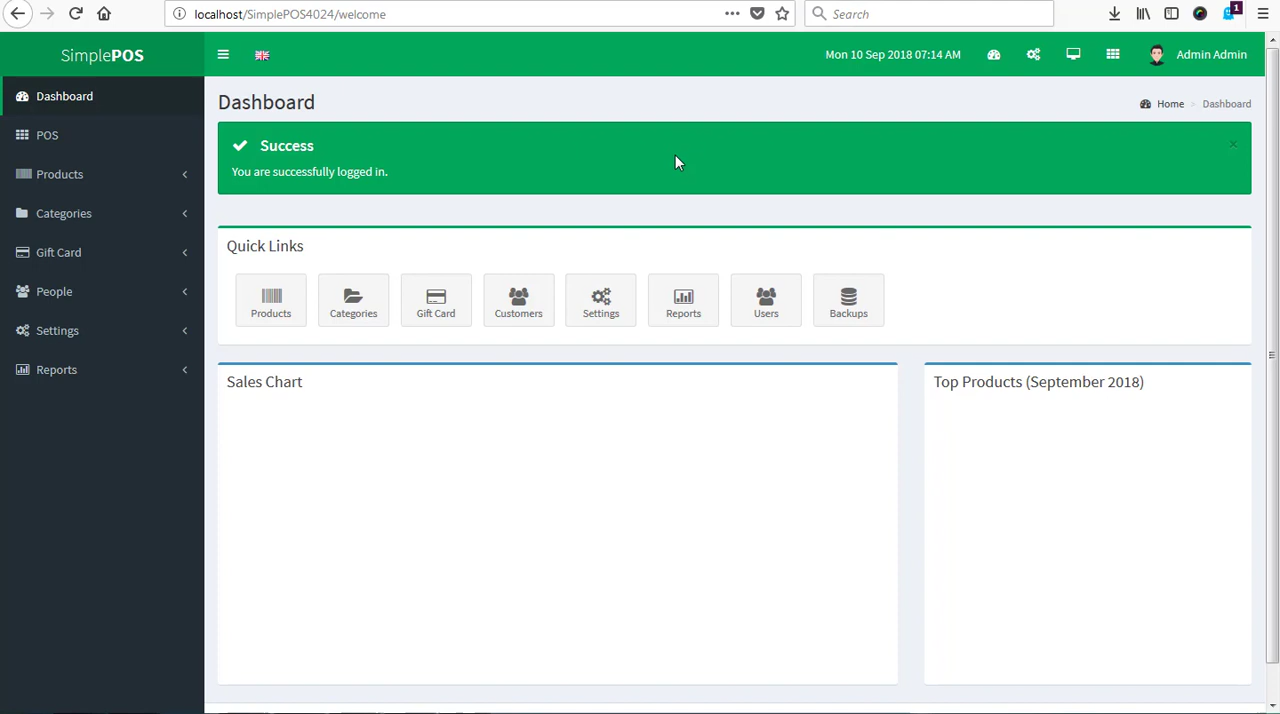 localhost/SimplePOS4024/welcome
Search
1
SimplePOS
Mon 10 Sep 2018 07:14 AM
Admin Admin
Dashboard
POS
Products
Categories
Gift Card
People
Settings
Reports
Dashboard
Home > Dashboard
Success
×
You are successfully logged in.
Quick Links
Products
Categories
Gift Card
Customers
Settings
Reports
Users
Backups
Sales Chart
Top Products (September 2018)